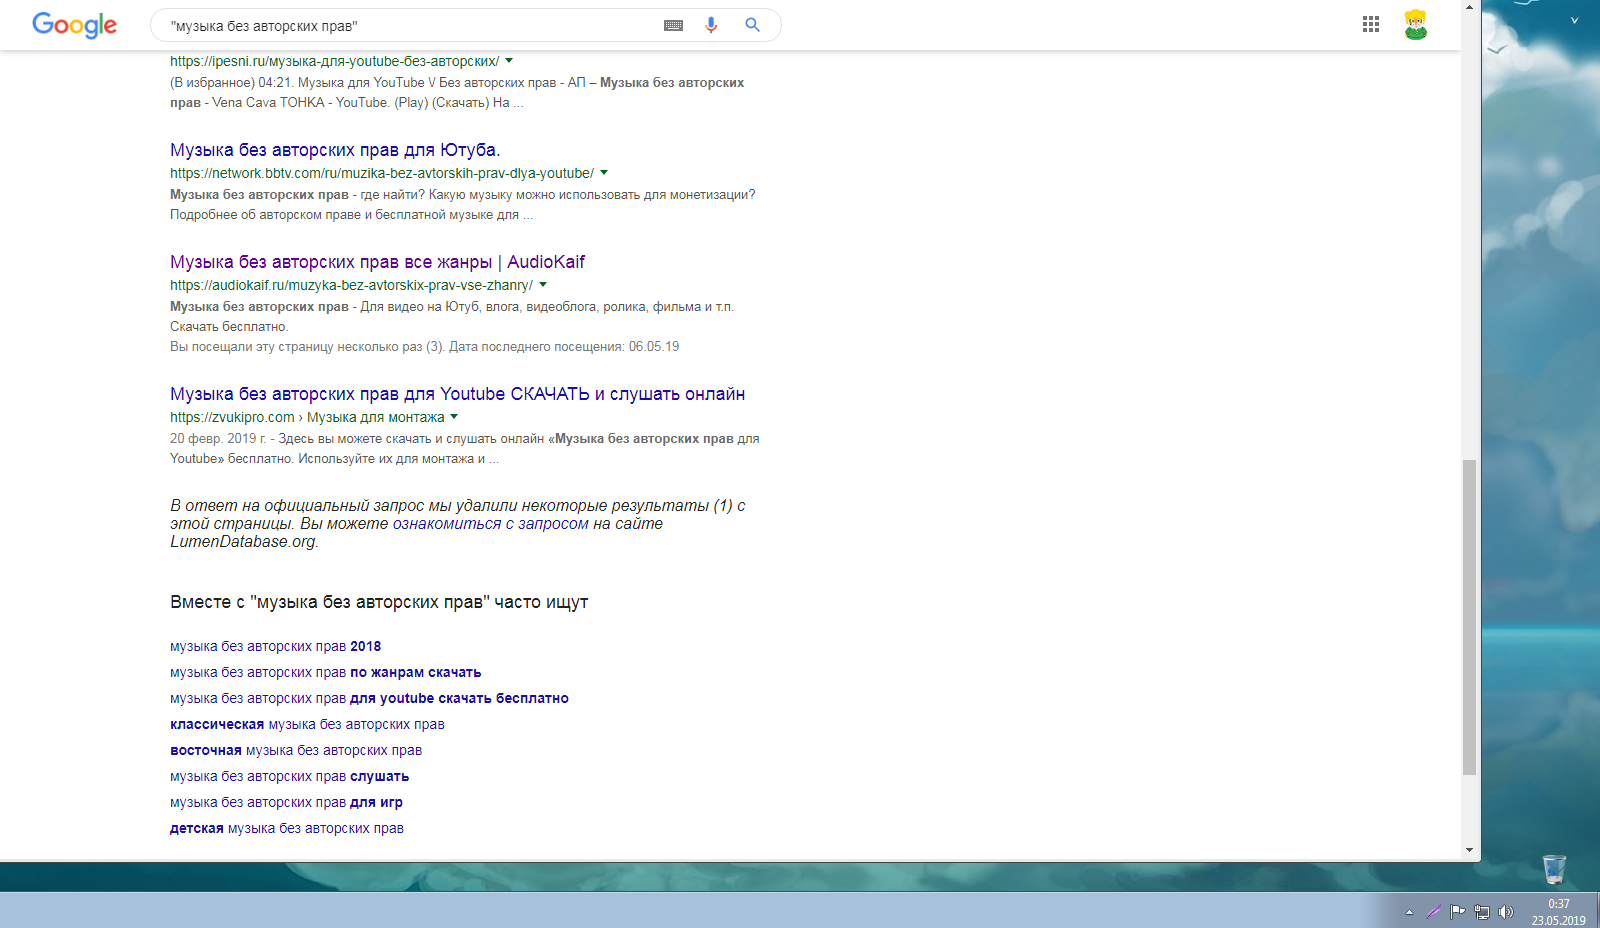 Google
"музыка без авторских прав"
https://ipesni.ru/музыка-для-youtube-без-авторских/
(В избранное) 04:21. Музыка для YouTube \/ Без авторских прав - АП – Музыка без авторских
прав - Vena Cava ТОНКА - YouTube. (Play) (Скачать) На ...
Музыка без авторских прав для Ютуба.
https://network.bbtv.com/ru/muzika-bez-avtorskih-prav-dlya-youtube/
Музыка без авторских прав - где найти? Какую музыку можно использовать для монетизации?
Подробнее об авторском праве и бесплатной музыке для ...
Музыка без авторских прав все жанры | AudioKaif
https://audiokaif.ru/muzyka-bez-avtorskix-prav-vse-zhanry/
Музыка без авторских прав - Для видео на Ютуб, влога, видеоблога, ролика, фильма и т.п.
Скачать бесплатно.
Вы посещали эту страницу несколько раз (3). Дата последнего посещения: 06.05.19
Музыка без авторских прав для Youtube СКАЧАТЬ и слушать онлайн
https://zvukipro.com › Музыка для монтажа
20 февр. 2019 г. - Здесь вы можете скачать и слушать онлайн «Музыка без авторских прав для
Youtube» бесплатно. Используйте их для монтажа и ...
В ответ на официальный запрос мы удалили некоторые результаты (1) с
этой страницы. Вы можете ознакомиться с запросом на сайте
LumenDatabase.org.
Вместе с "музыка без авторских прав" часто ищут
музыка без авторских прав 2018
музыка без авторских прав по жанрам скачать
музыка без авторских прав для youtube скачать бесплатно
классическая музыка без авторских прав
восточная музыка без авторских прав
музыка без авторских прав слушать
музыка без авторских прав для игр
детская музыка без авторских прав
0:37
23.05.2019